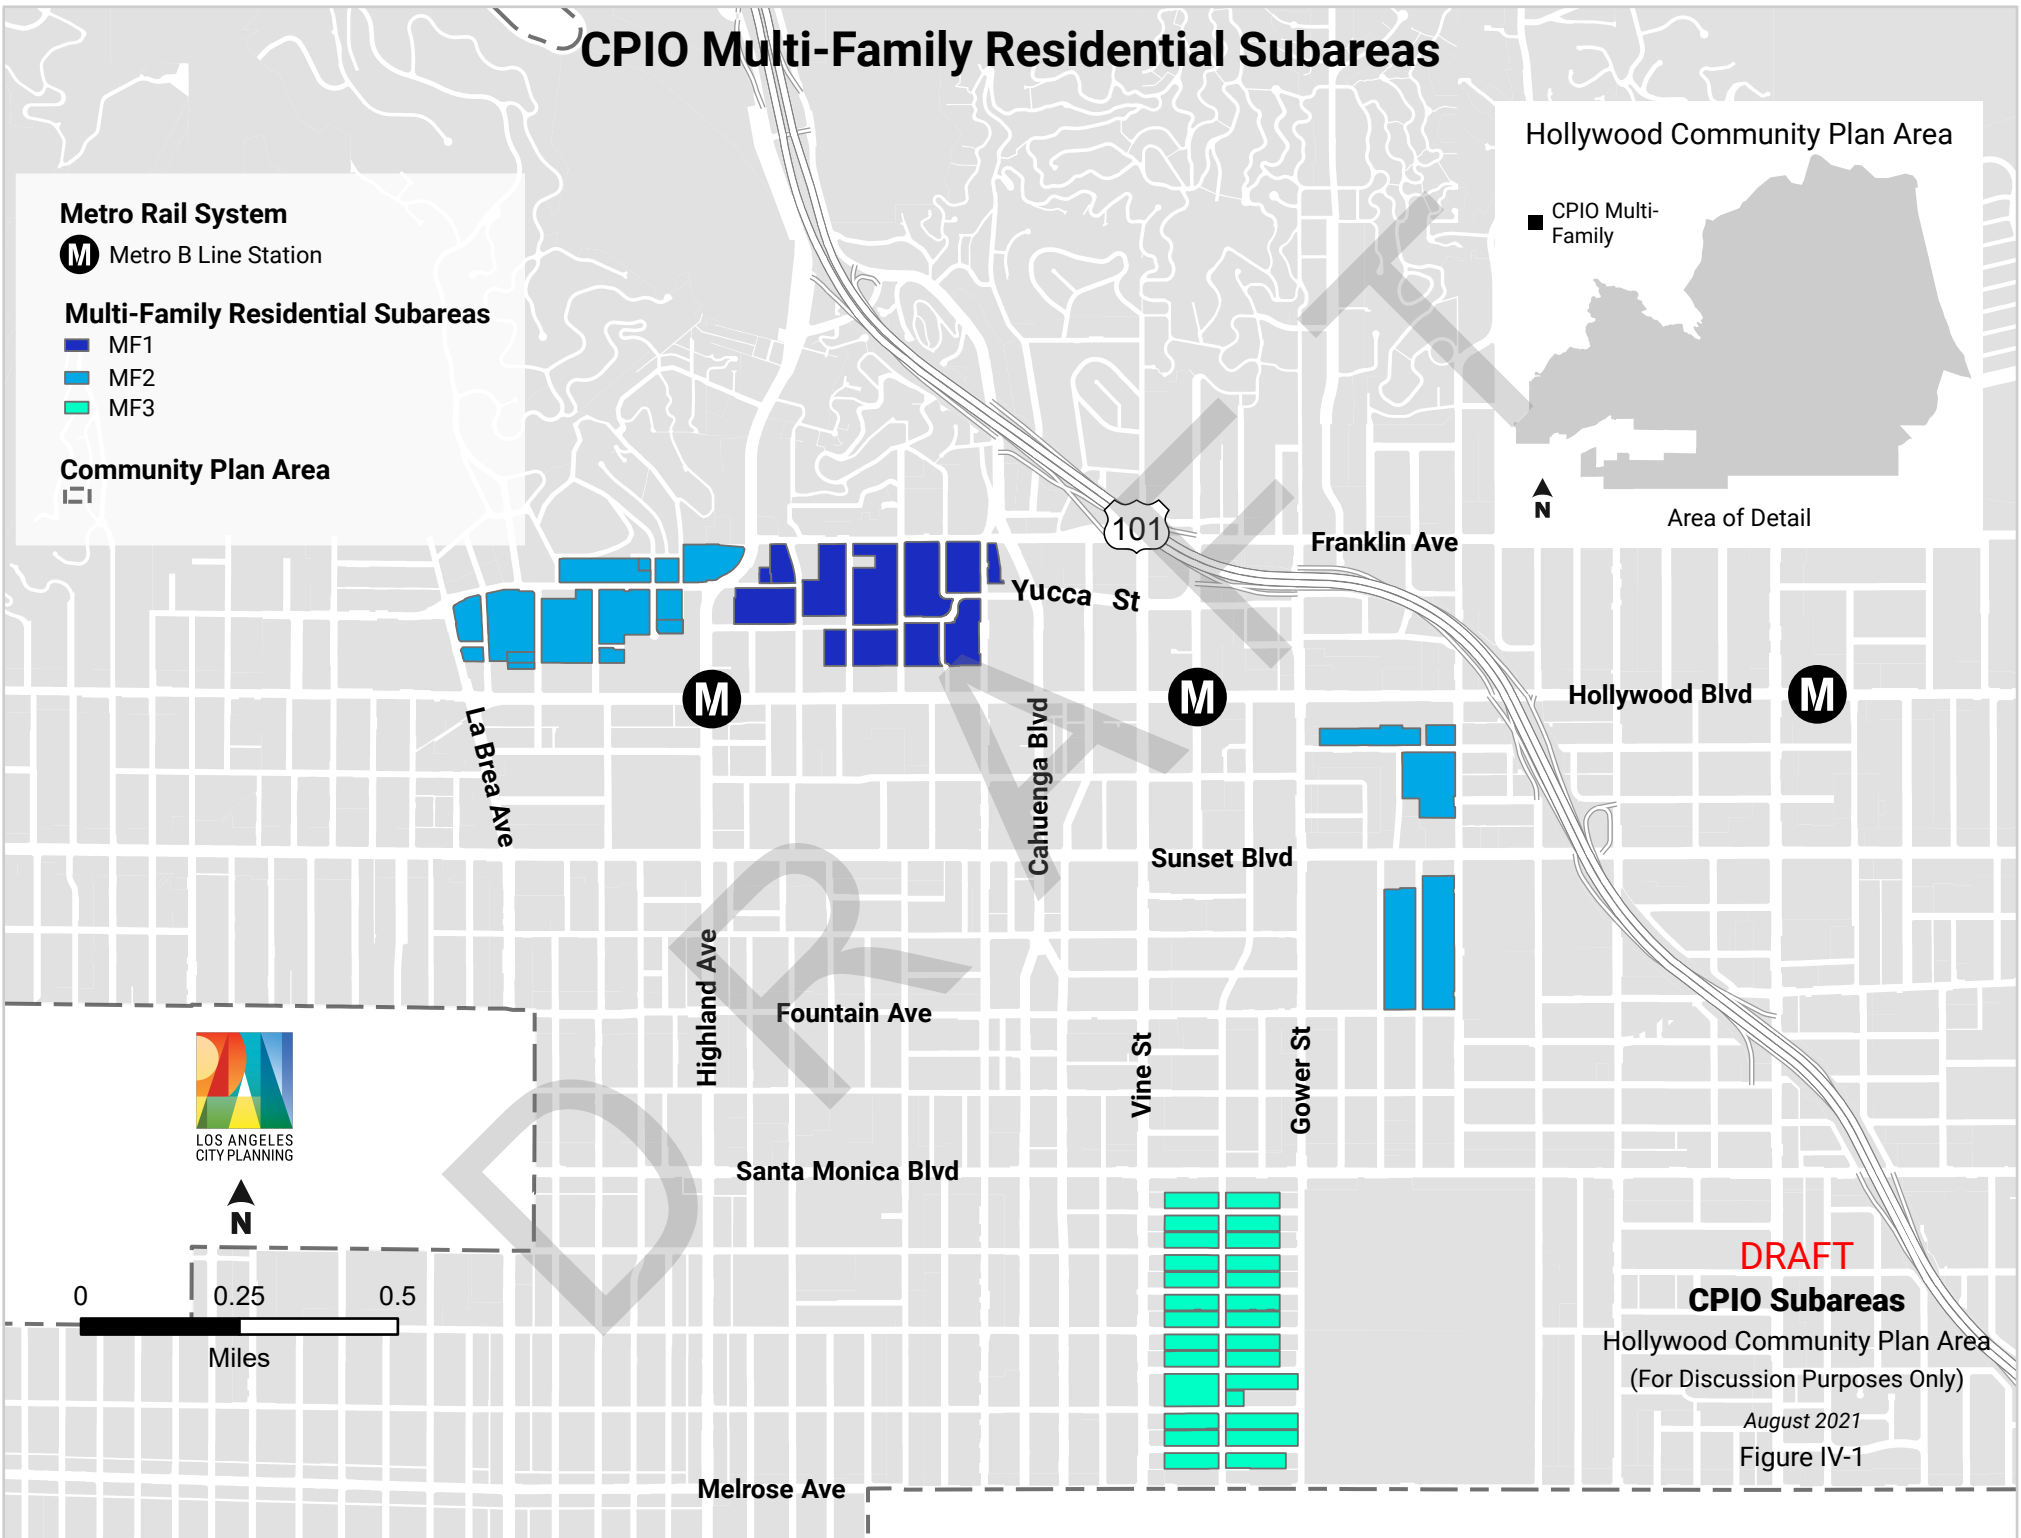 CPIO Multi-Family Residential Subareas
Hollywood Community Plan Area
CPIO Multi-
Family
N
Area of Detail
Metro Rail System
M Metro B Line Station
Multi-Family Residential Subareas
MF1
MF2
MF3
Community Plan Area
101
Franklin Ave
Yucca St
M
M
M
Hollywood Blvd
La Brea Ave
Cahuenga Blvd
Sunset Blvd
Highland Ave
Fountain Ave
Vine St
Gower St
Santa Monica Blvd
Melrose Ave
DRAFT
LOS ANGELES
CITY PLANNING
N
0 0.25 0.5
Miles
DRAFT
CPIO Subareas
Hollywood Community Plan Area
(For Discussion Purposes Only)
August 2021
Figure IV-1